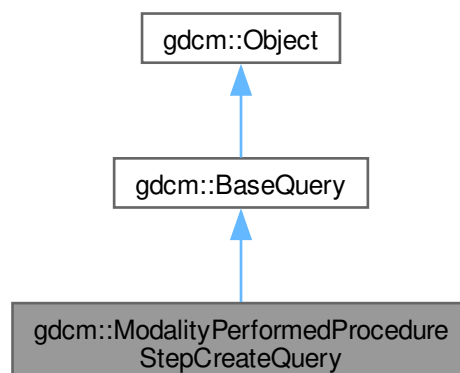 gdcm::Object
gdcm::BaseQuery
gdcm::ModalityPerformedProcedure
StepCreateQuery